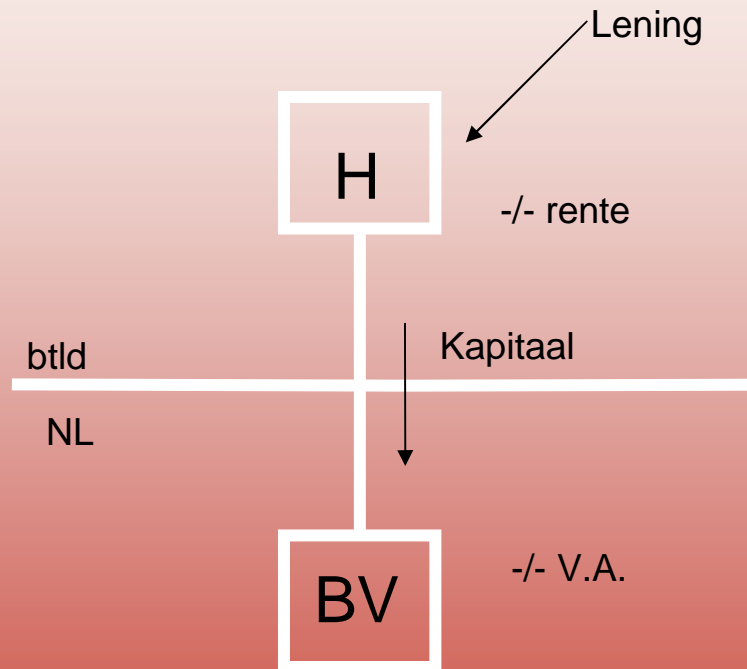 Lening
H
-/- rente
Kapitaal
btld
NL
-/- V.A.
BV